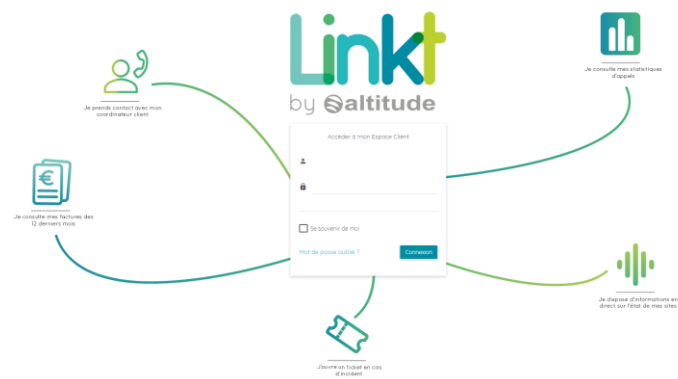 Linkt
by altitude
Je consulte mes statistiques
d'appels
Je prends contact avec mon
coordinateur client
Accéder à mon Espace Client
€
Je consulte mes factures des
12 derniers mois
Se souvenir de moi
Mot de passe oublié ?
Connexion
Je dispose d'informations en
direct sur l'état de mes sites
J'ouvre un ticket en cas
d'incident